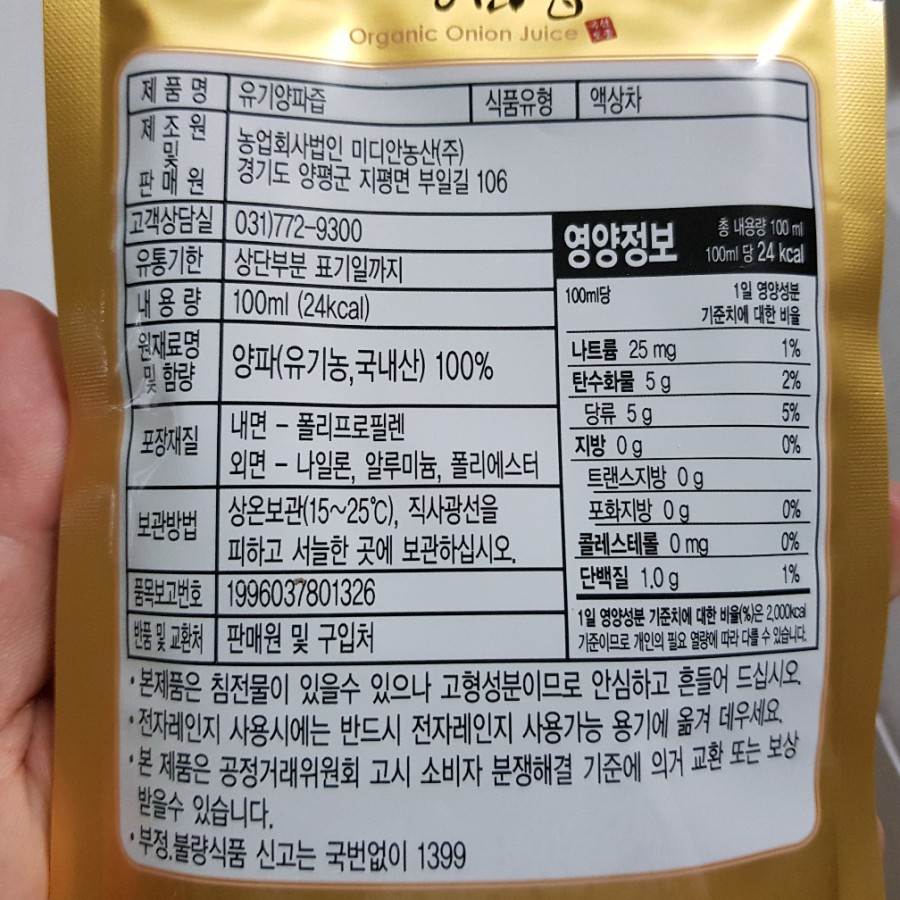 Organic Onion Juice
제 품 명 유기양파즙 식품유형 액상차
제 조 원
및
판 매 원
농업회사법인 미디안농산(주)
경기도 양평군 지평면 부일길 106
고객상담실 031)772-9300
유통기한 상단부분 표기일까지
내 용 량 100ml (24kcal)
원재료명
및 함량
양파(유기농,국내산) 100%
포장재질
내면 - 폴리프로필렌
외면 - 나일론, 알루미늄, 폴리에스터
보관방법
상온보관(15~25℃), 직사광선을
피하고 서늘한 곳에 보관하십시오.
품목보고번호 1996037801326
반품 및 교환처 판매원 및 구입처
영양정보
총 내용량 100 ml
100ml 당 24 kcal
100ml당 1일 영양성분
기준치에 대한 비율
나트륨 25 mg 1%
탄수화물 5 g 2%
당류 5 g 5%
지방 0 g 0%
트랜스지방 0 g
포화지방 0 g 0%
콜레스테롤 0 mg 0%
단백질 1.0 g 1%
1일 영양성분 기준치에 대한 비율(%)은 2,000kcal
기준이므로 개인의 필요 열량에 따라 다를 수 있습니다.
·본제품은 침전물이 있을수 있으나 고형성분이므로 안심하고 흔들어 드십시오.
·전자레인지 사용시에는 반드시 전자레인지 사용가능 용기에 옮겨 데우세요.
·본 제품은 공정거래위원회 고시 소비자 분쟁해결 기준에 의거 교환 또는 보상
받을수 있습니다.
·부정,불량식품 신고는 국번없이 1399